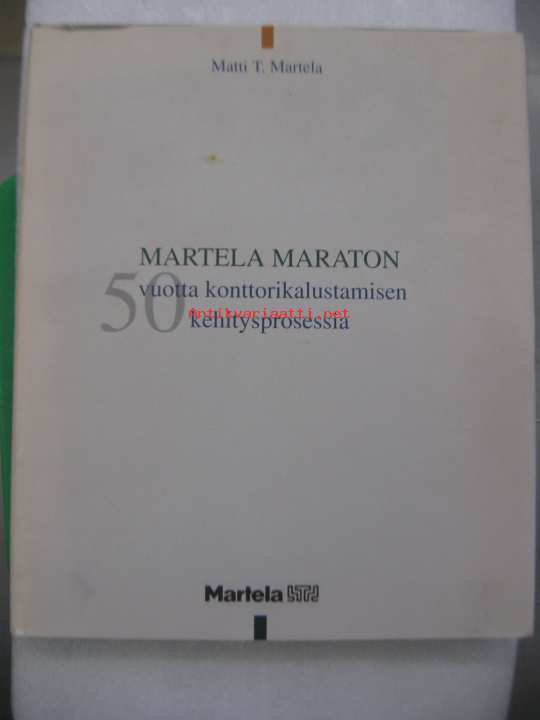 Matti T. Martela
MARTELA MARATON
50 vuotta konttorikalustamisen
antikvariaatti.net
kehitysprosessia
Martela